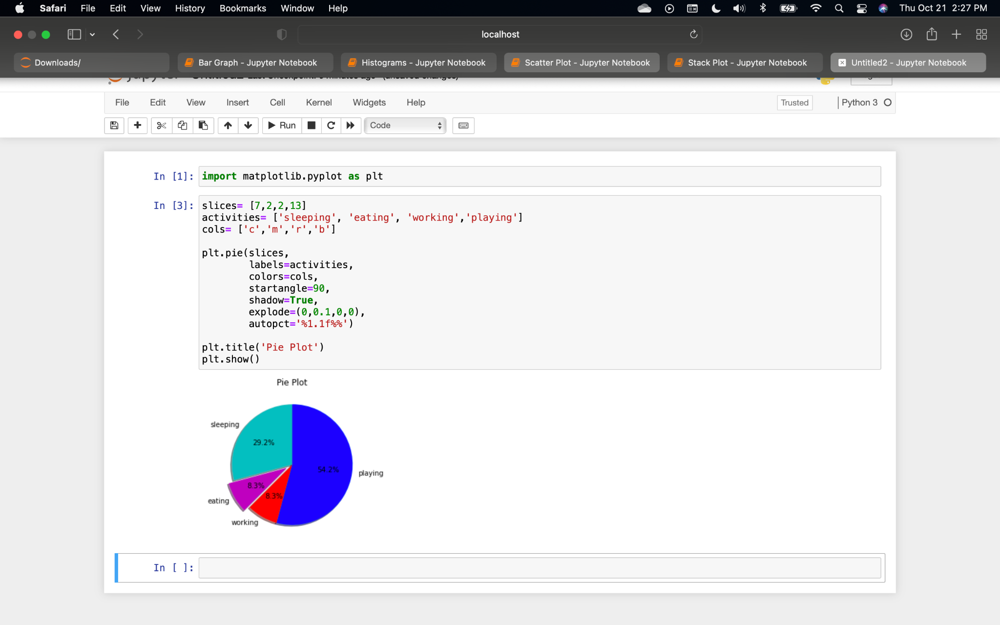 Safari File Edit View History Bookmarks Window Help Thu Oct 21 2:27 PM
localhost
Downloads/ Bar Graph - Jupyter Notebook Histograms - Jupyter Notebook Scatter Plot - Jupyter Notebook Stack Plot - Jupyter Notebook Untitled2 - Jupyter Notebook
File Edit View Insert Cell Kernel Widgets Help Trusted Python 3
Run Code
In [1]: import matplotlib.pyplot as plt
In [3]: slices= [7,2,2,13]
activities= ['sleeping', 'eating', 'working','playing']
cols= ['c','m','r','b']
plt.pie(slices,
labels=activities,
colors=cols,
startangle=90,
shadow=True,
explode=(0,0.1,0,0),
autopct='%1.1f%%')
plt.title('Pie Plot')
plt.show()
Pie Plot
sleeping
29.2%
54.2%
playing
8.3%
8.3%
eating
working
In [ ]: